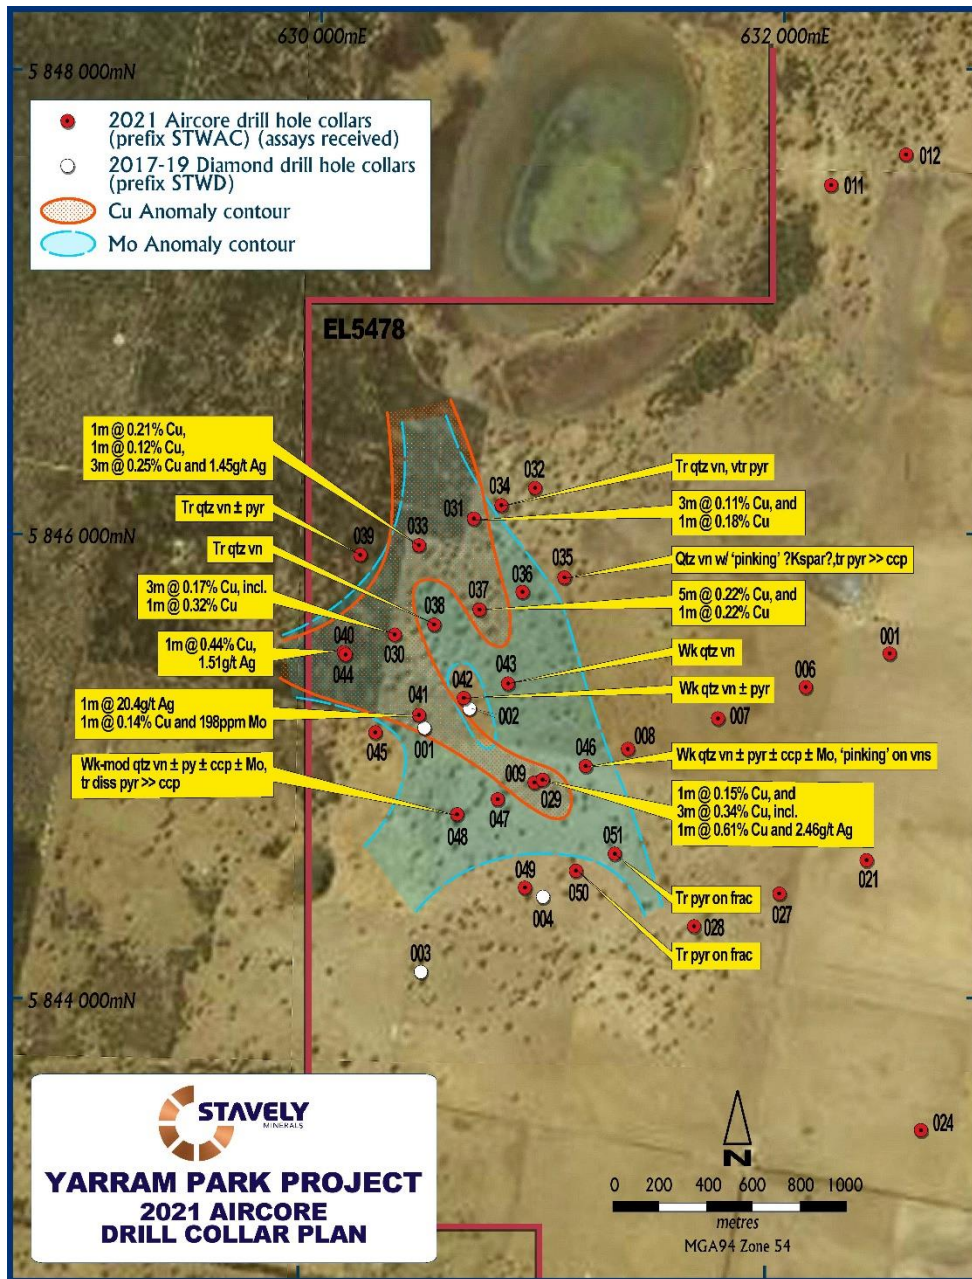 630 000mE
632 000mE
5 848 000mN
2021 Aircore drill hole collars
(prefix STWAC) (assays received)
2017-19 Diamond drill hole collars
(prefix STWD)
Cu Anomaly contour
Mo Anomaly contour
012
011
EL5478
1m @ 0.21% Cu,
1m @ 0.12% Cu,
3m @ 0.25% Cu and 1.45g/t Ag
032
034
Tr qtz vn, vtr pyr
031
3m @ 0.11% Cu, and
1m @ 0.18% Cu
Tr qtz vn ± pyr
5 846 000mN
039
033
Tr qtz vn
035
Qtz vn w/ ‘pinking’ ?Kspar?,tr pyr >> ccp
036
3m @ 0.17% Cu, incl.
1m @ 0.32% Cu
037
5m @ 0.22% Cu, and
1m @ 0.22% Cu
038
040
030
1m @ 0.44% Cu,
1.51g/t Ag
044
043
Wk qtz vn
001
042
Wk qtz vn ± pyr
006
1m @ 20.4g/t Ag
1m @ 0.14% Cu and 198ppm Mo
041
002
007
001
045
046
008
Wk qtz vn ± pyr ± ccp ± Mo, ‘pinking’ on vns
Wk-mod qtz vn ± py ± ccp ± Mo,
tr diss pyr >> ccp
009
029
1m @ 0.15% Cu, and
3m @ 0.34% Cu, incl.
1m @ 0.61% Cu and 2.46g/t Ag
047
048
051
021
049
050
Tr pyr on frac
027
004
028
Tr pyr on frac
003
5 844 000mN
024
STAVELY
MINERALS
YARRAM PARK PROJECT
2021 AIRCORE
DRILL COLLAR PLAN
N
0 200 400 600 800 1000
metres
MGA94 Zone 54